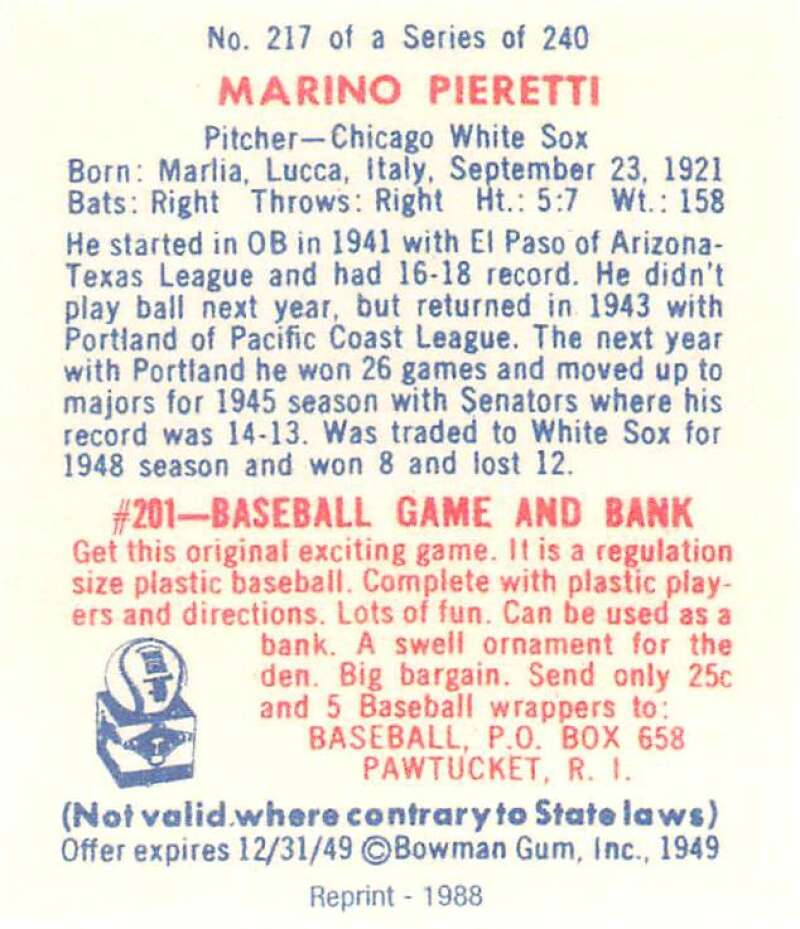 No. 217 of a Series of 240
MARINO PIERETTI
Pitcher—Chicago White Sox
Born: Marlia, Lucca, Italy, September 23, 1921
Bats: Right Throws: Right Ht.: 5:7 Wt.: 158
He started in OB in 1941 with El Paso of Arizona-
Texas League and had 16-18 record. He didn't
play ball next year, but returned in 1943 with
Portland of Pacific Coast League. The next year
with Portland he won 26 games and moved up to
majors for 1945 season with Senators where his
record was 14-13. Was traded to White Sox for
1948 season and won 8 and lost 12.
#201—BASEBALL GAME AND BANK
Get this original exciting game. It is a regulation
size plastic baseball. Complete with plastic play-
ers and directions. Lots of fun. Can be used as a
bank. A swell ornament for the
den. Big bargain. Send only 25c
and 5 Baseball wrappers to:
BASEBALL, P.O. BOX 658
PAWTUCKET, R. I.
(Not valid.where contrary to State laws)
Offer expires 12/31/49 ©Bowman Gum, Inc., 1949
Reprint - 1988